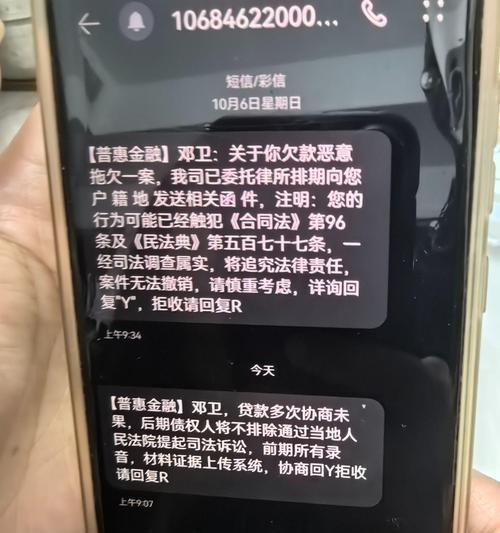 10684622000...
短信/彩信
10月6日星期日
【普惠金融】邓卫：关于你欠款恶意
拖欠一案，我司已委托律所排期向您
户籍地发送相关函件，注明：您的
行为可能已经触犯《合同法》第96
条及《民法典》第五百七十七条，一
经司法调查属实，将追究法律责任，
案件无法撤销，请慎重考虑，详询回
复"Y"，拒收请回复R
上午9:34
今天
【普惠金融】邓卫，贷款多次协商未
果，后期债权人将不排除通过当地人
民法院提起司法诉讼，前期所有录
音，材料证据上传系统，协商回Y拒收
请回复R
上午9:07